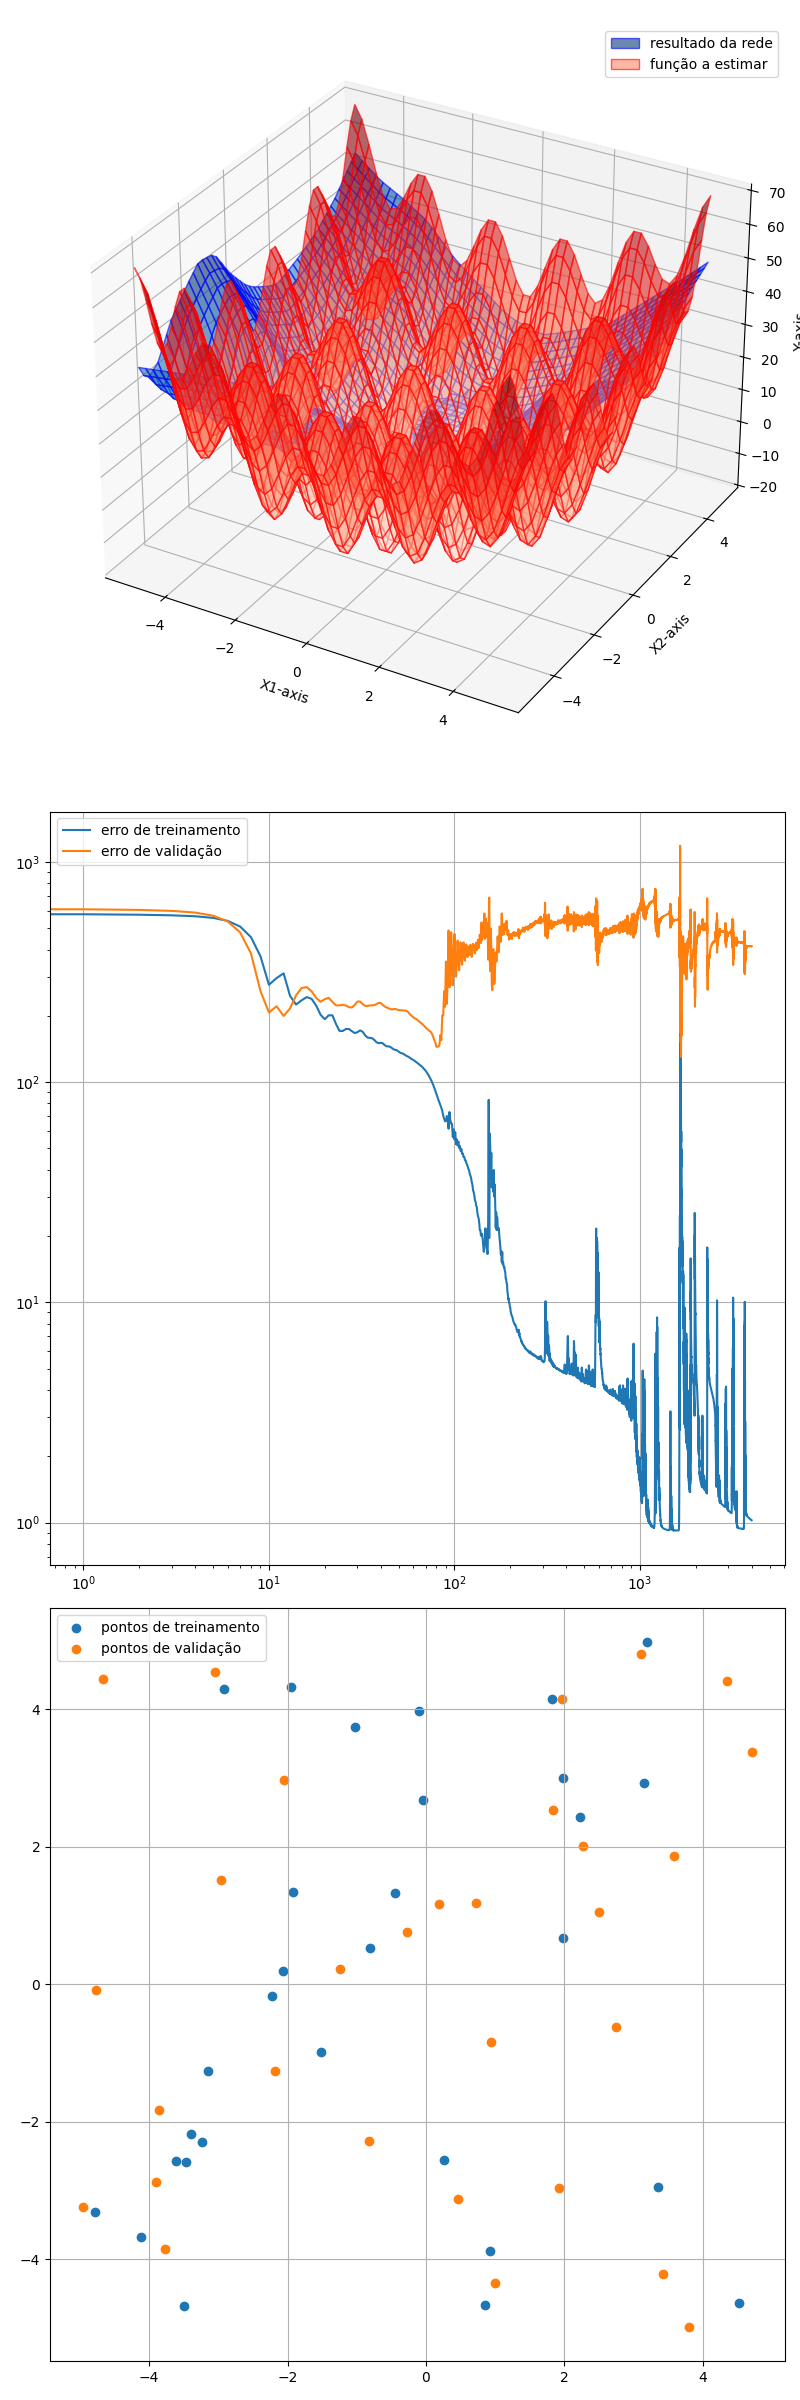 resultado da rede
função a estimar
70
60
50
40
30
20
10
0
−10
−20
Y-axis
−4
−2
0
2
4
X1-axis
−4
−2
0
2
4
X2-axis
erro de treinamento
erro de validação
10³
10²
10¹
10⁰
10⁰ 10¹ 10² 10³
pontos de treinamento
pontos de validação
4
2
0
−2
−4
−4 −2 0 2 4